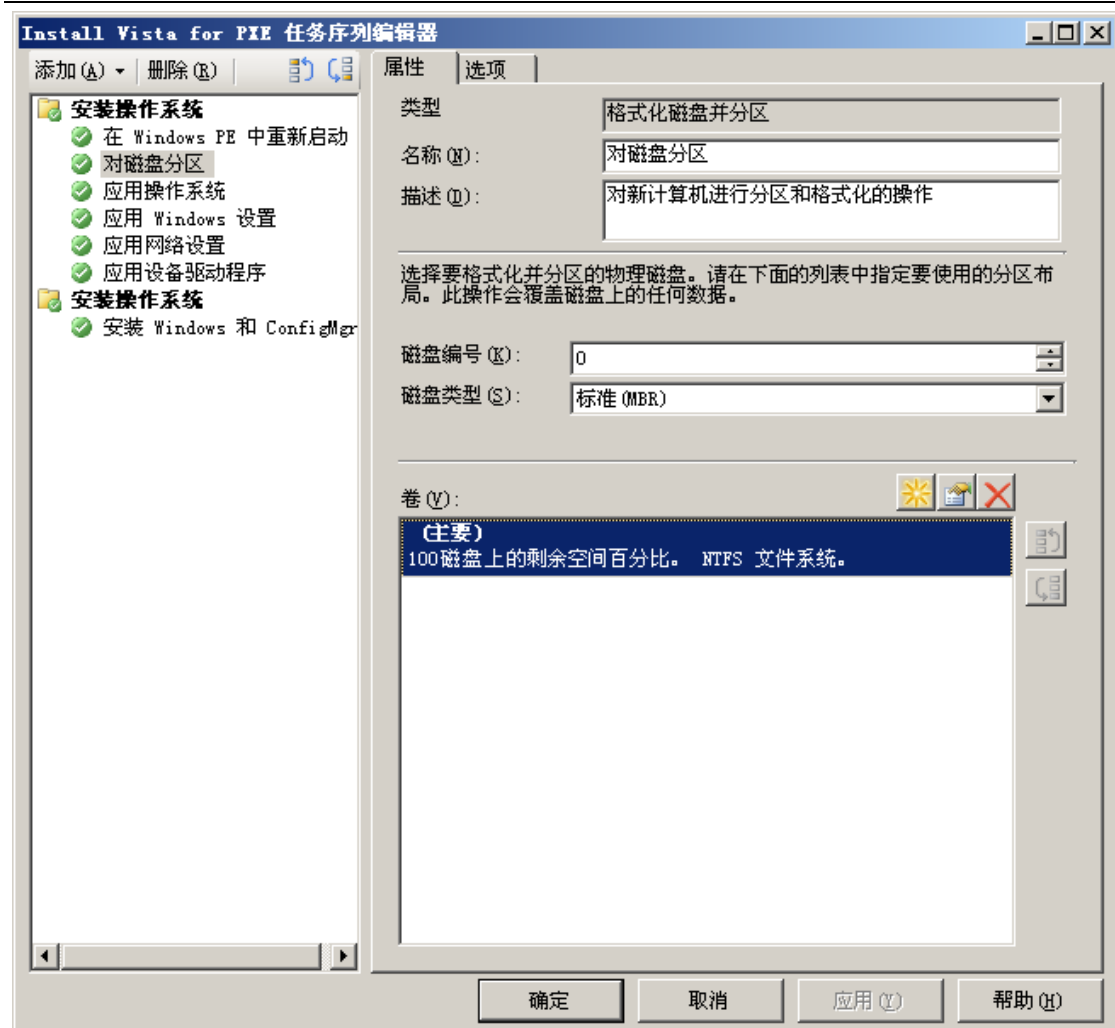 Install Vista for PXE 任务序列编辑器
添加(A) 删除(R)
属性 选项
安装操作系统
在 Windows PE 中重新启动
对磁盘分区
应用操作系统
应用 Windows 设置
应用网络设置
应用设备驱动程序
安装操作系统
安装 Windows 和 ConfigMgr
类型
格式化磁盘并分区
名称(N):
对磁盘分区
描述(D):
对新计算机进行分区和格式化的操作
选择要格式化并分区的物理磁盘。请在下面的列表中指定要使用的分区布
局。此操作会覆盖磁盘上的任何数据。
磁盘编号(K):
0
磁盘类型(S):
标准(MBR)
卷(V):
(主要)
100磁盘上的剩余空间百分比。 NTFS 文件系统。
确定 取消 应用(Y) 帮助(H)